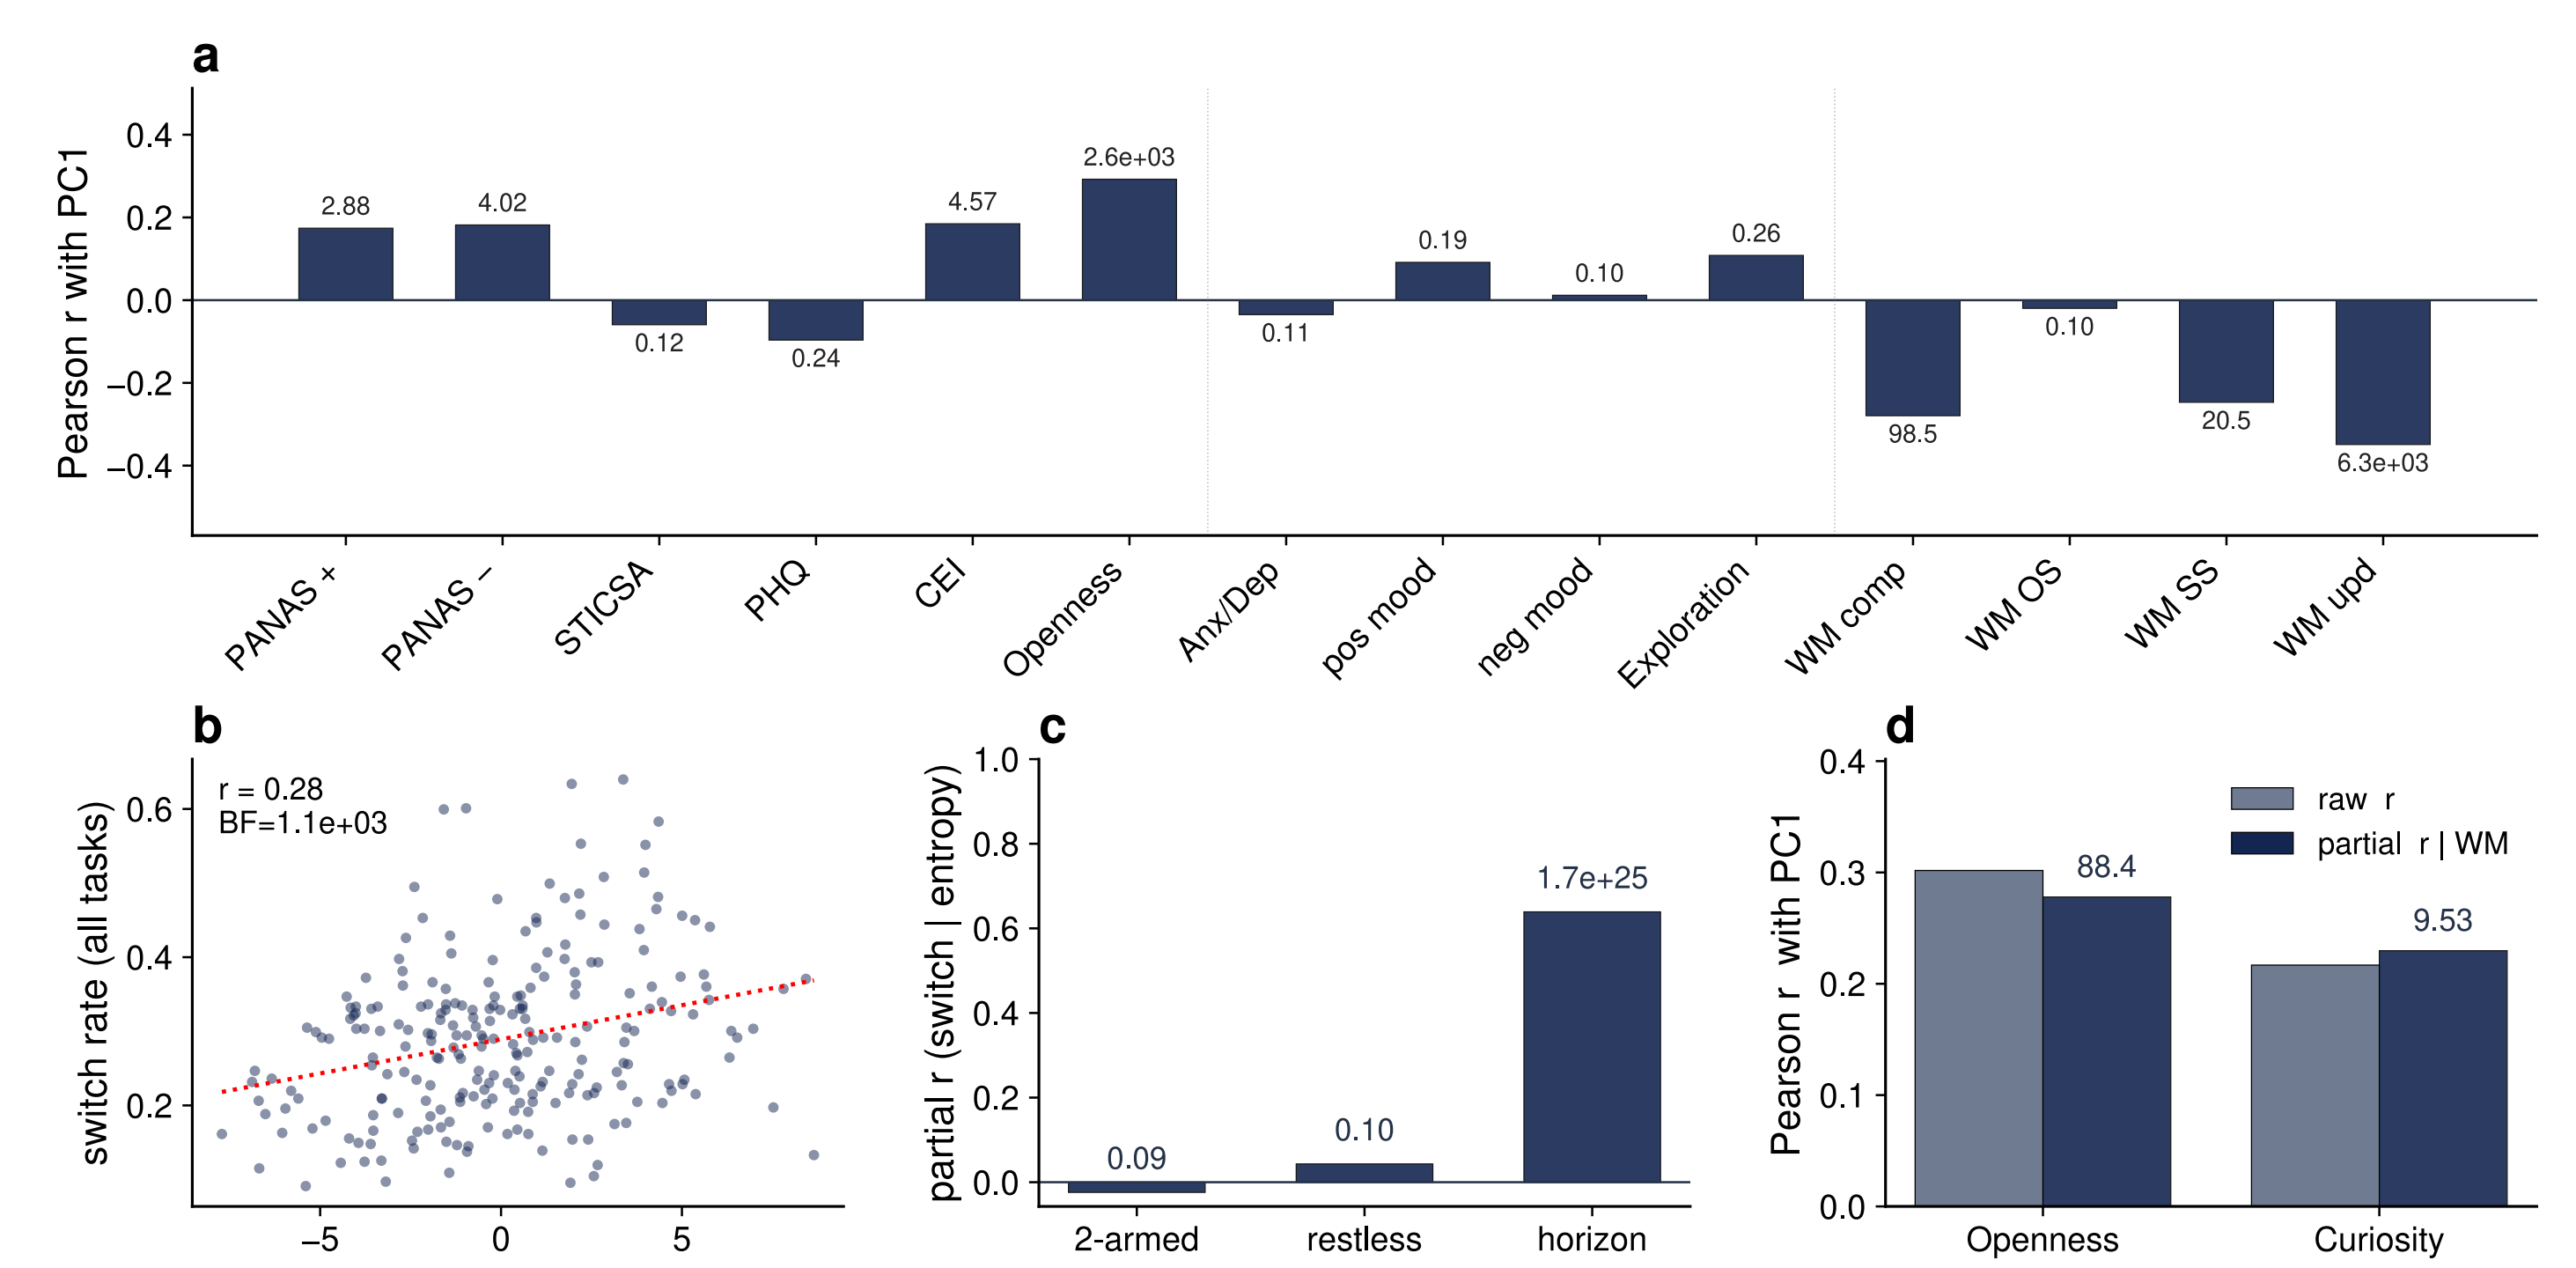 a
Pearson r with PC1
0.4
0.2
0.0
−0.2
−0.4
2.88
4.02
0.12
0.24
4.57
2.6e+03
0.11
0.19
0.10
0.26
98.5
0.10
20.5
6.3e+03
PANAS +
PANAS −
STICSA
PHQ
CEI
Openness
Anx/Dep
pos mood
neg mood
Exploration
WM comp
WM OS
WM SS
WM upd
b
switch rate (all tasks)
0.6
0.4
0.2
r = 0.28
BF=1.1e+03
−5
0
5
c
partial r (switch | entropy)
1.0
0.8
0.6
0.4
0.2
0.0
0.09
0.10
1.7e+25
2-armed
restless
horizon
d
Pearson r with PC1
0.4
0.3
0.2
0.1
0.0
raw r
partial r | WM
88.4
9.53
Openness
Curiosity